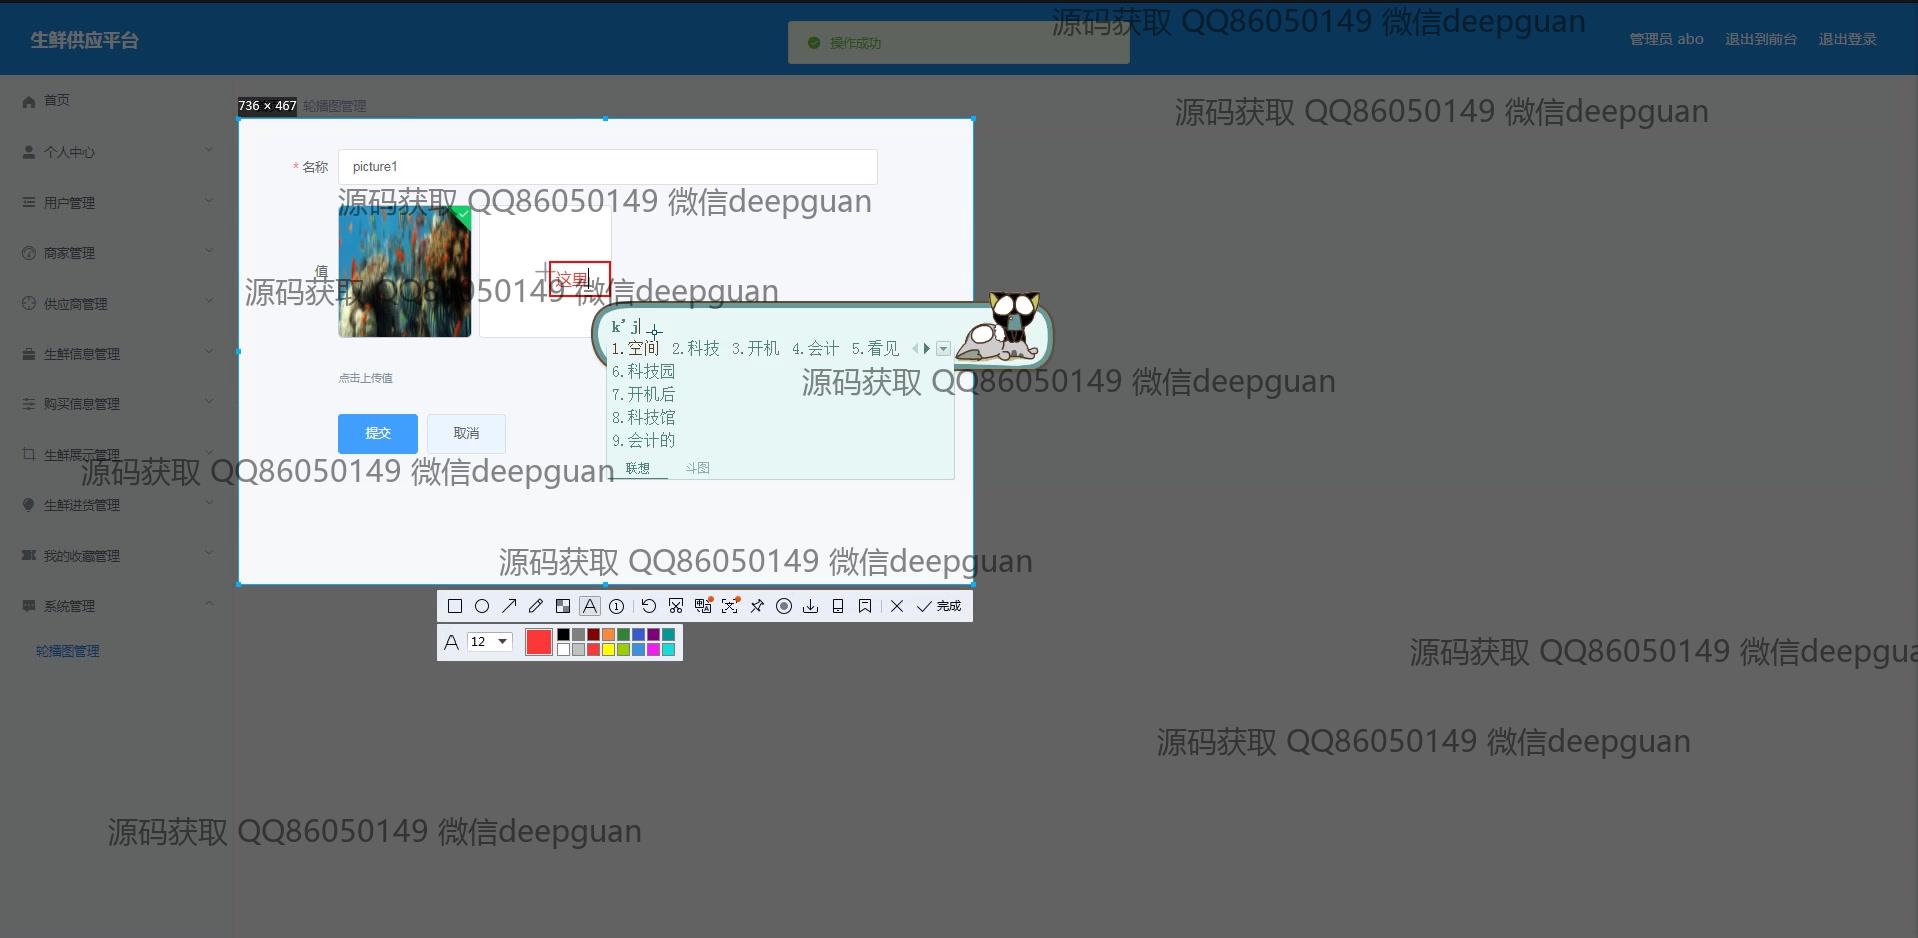 源码获取 QQ86050149 微信deepguan
生鲜供应平台
操作成功
管理员 abo
退出到前台
退出登录
首页
736 × 467
轮播图管理
源码获取 QQ86050149 微信deepguan
个人中心
* 名称
picture1
用户管理
源码获取 QQ86050149 微信deepguan
商家管理
值
这里
源码获取 QQ86050149 微信deepguan
供应商管理
k'j
1.空间 2.科技 3.开机 4.会计 5.看见
6.科技园
7.开机后
8.科技馆
9.会计的
联想
斗图
生鲜信息管理
点击上传值
源码获取 QQ86050149 微信deepguan
购买信息管理
提交
取消
生鲜展示管理
源码获取 QQ86050149 微信deepguan
生鲜进货管理
我的收藏管理
源码获取 QQ86050149 微信deepguan
系统管理
完成
A 12
轮播图管理
源码获取 QQ86050149 微信deepgua
源码获取 QQ86050149 微信deepguan
源码获取 QQ86050149 微信deepguan